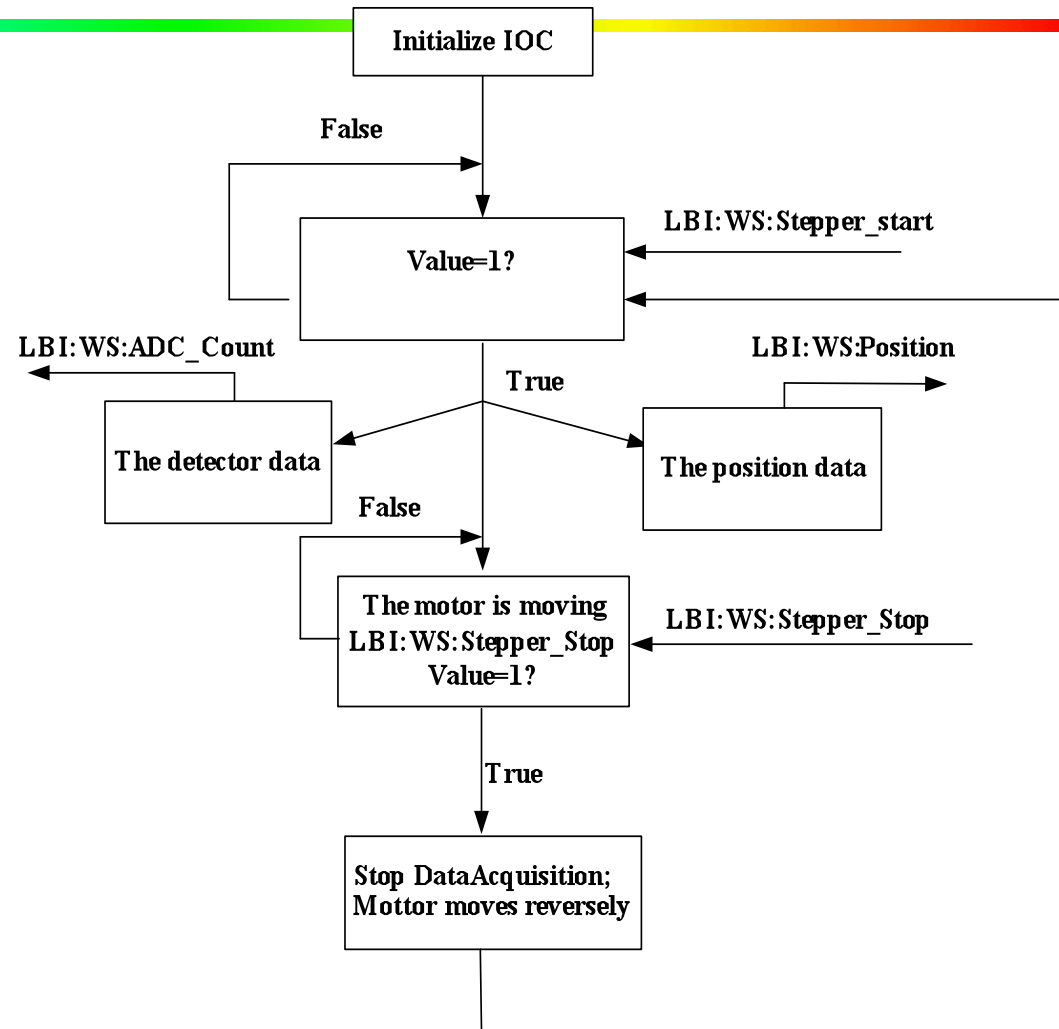 Initialize IOC
False
LBI:WS:Stepper_start
Value=1?
LBI:WS:ADC_Count
LBI:WS:Position
True
The detector data
The position data
False
The motor is moving
LBI:WS:Stepper_Stop
Value=1?
LBI:WS:Stepper_Stop
True
Stop DataAcquisition;
Mottor moves reversely